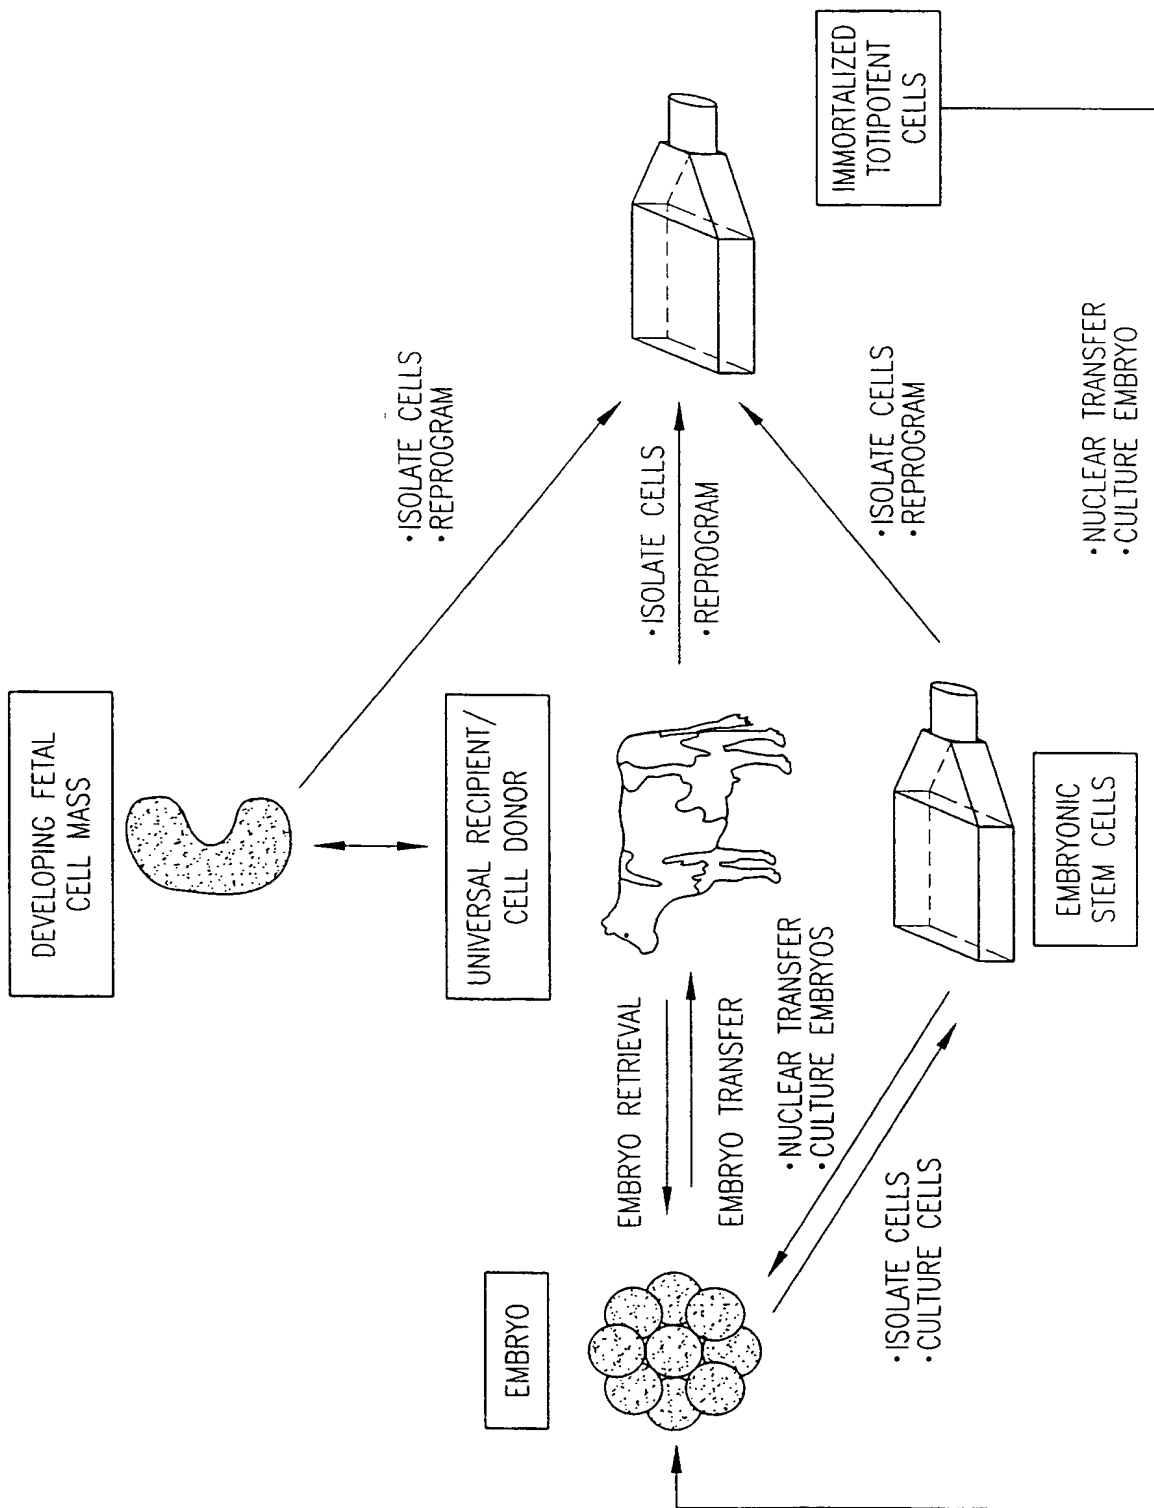 DEVELOPING FETAL
CELL MASS
UNIVERSAL RECIPIENT/
CELL DONOR
EMBRYO
EMBRYO RETRIEVAL
EMBRYO TRANSFER
•ISOLATE CELLS
•REPROGRAM
•ISOLATE CELLS
•REPROGRAM
•ISOLATE CELLS
•REPROGRAM
•NUCLEAR TRANSFER
•CULTURE EMBRYOS
•ISOLATE CELLS
•CULTURE CELLS
EMBRYONIC
STEM CELLS
IMMORTALIZED
TOTIPOTENT
CELLS
•NUCLEAR TRANSFER
•CULTURE EMBRYO